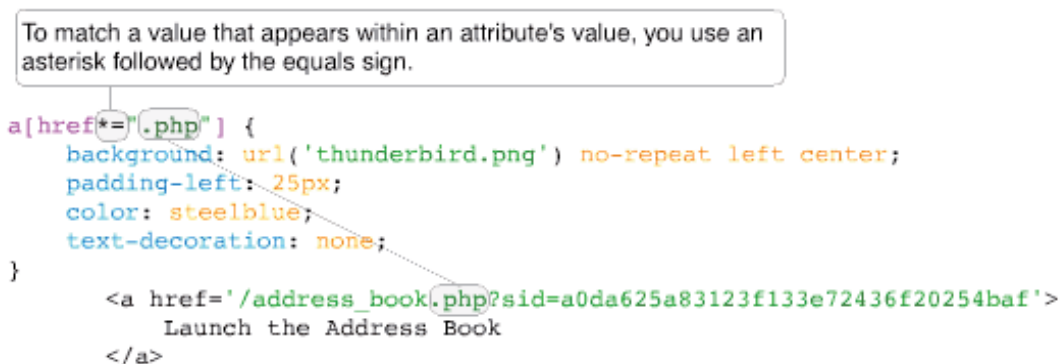 To match a value that appears within an attribute's value, you use an
asterisk followed by the equals sign.
a[href*=".php"] {
background: url('thunderbird.png') no-repeat left center;
padding-left: 25px;
color: steelblue;
text-decoration: none;
}
<a href='/address_book.php?sid=a0da625a83123f133e72436f20254baf'>
Launch the Address Book
</a>